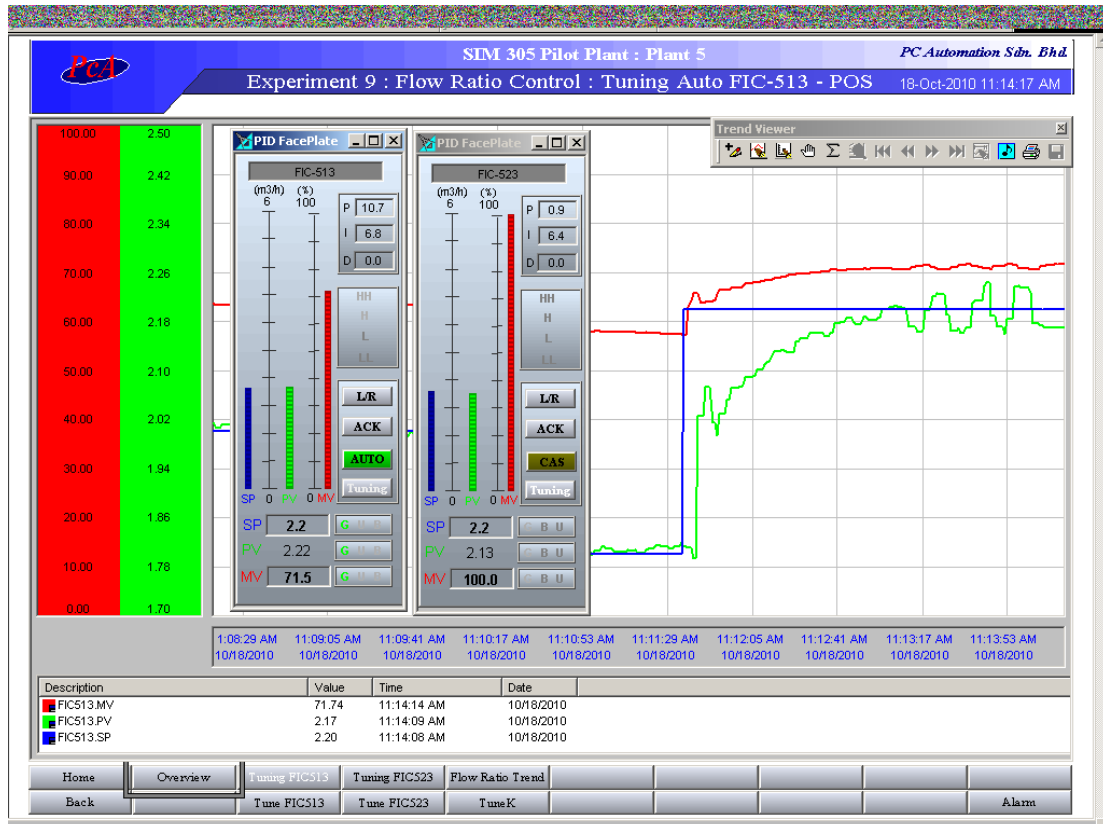 PcA
SIM 305 Pilot Plant : Plant 5
PC Automation Sdn. Bhd.
Experiment 9 : Flow Ratio Control : Tuning Auto FIC-513 - POS
18-Oct-2010 11:14:17 AM
100.00 2.50
90.00 2.42
80.00 2.34
70.00 2.26
60.00 2.18
50.00 2.10
40.00 2.02
30.00 1.94
20.00 1.86
10.00 1.78
0.00 1.70
PID FacePlate
FIC-513
(m3/h) (%)
6 100
P 10.7
I 6.8
D 0.0
HH
H
L
LL
L/R
ACK
AUTO
Tuning
SP 0 PV 0 MV
SP 2.2 G U B
PV 2.22 G U B
MV 71.5 G U B
PID FacePlate
FIC-523
(m3/h) (%)
6 100
P 0.9
I 6.4
D 0.0
HH
H
L
LL
L/R
ACK
CAS
Tuning
SP 0 PV 0 MV
SP 2.2 G B U
PV 2.13 G B U
MV 100.0 G B U
Trend Viewer
1:08:29 AM 11:09:05 AM 11:09:41 AM 11:10:17 AM 11:10:53 AM 11:11:29 AM 11:12:05 AM 11:12:41 AM 11:13:17 AM 11:13:53 AM
10/18/2010 10/18/2010 10/18/2010 10/18/2010 10/18/2010 10/18/2010 10/18/2010 10/18/2010 10/18/2010 10/18/2010
Description Value Time Date
FIC513.MV 71.74 11:14:14 AM 10/18/2010
FIC513.PV 2.17 11:14:09 AM 10/18/2010
FIC513.SP 2.20 11:14:08 AM 10/18/2010
Home Overview Tuning FIC513 Tuning FIC523 Flow Ratio Trend
Back Tune FIC513 Tune FIC523 TuneK Alarm